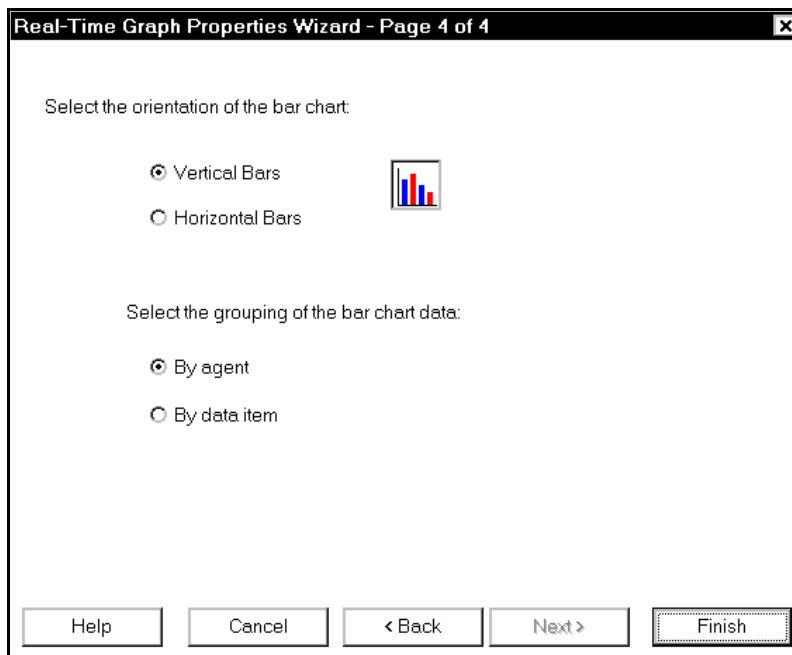 Real-Time Graph Properties Wizard - Page 4 of 4
Select the orientation of the bar chart:
Vertical Bars
Horizontal Bars
Select the grouping of the bar chart data:
By agent
By data item
Help Cancel < Back Next > Finish